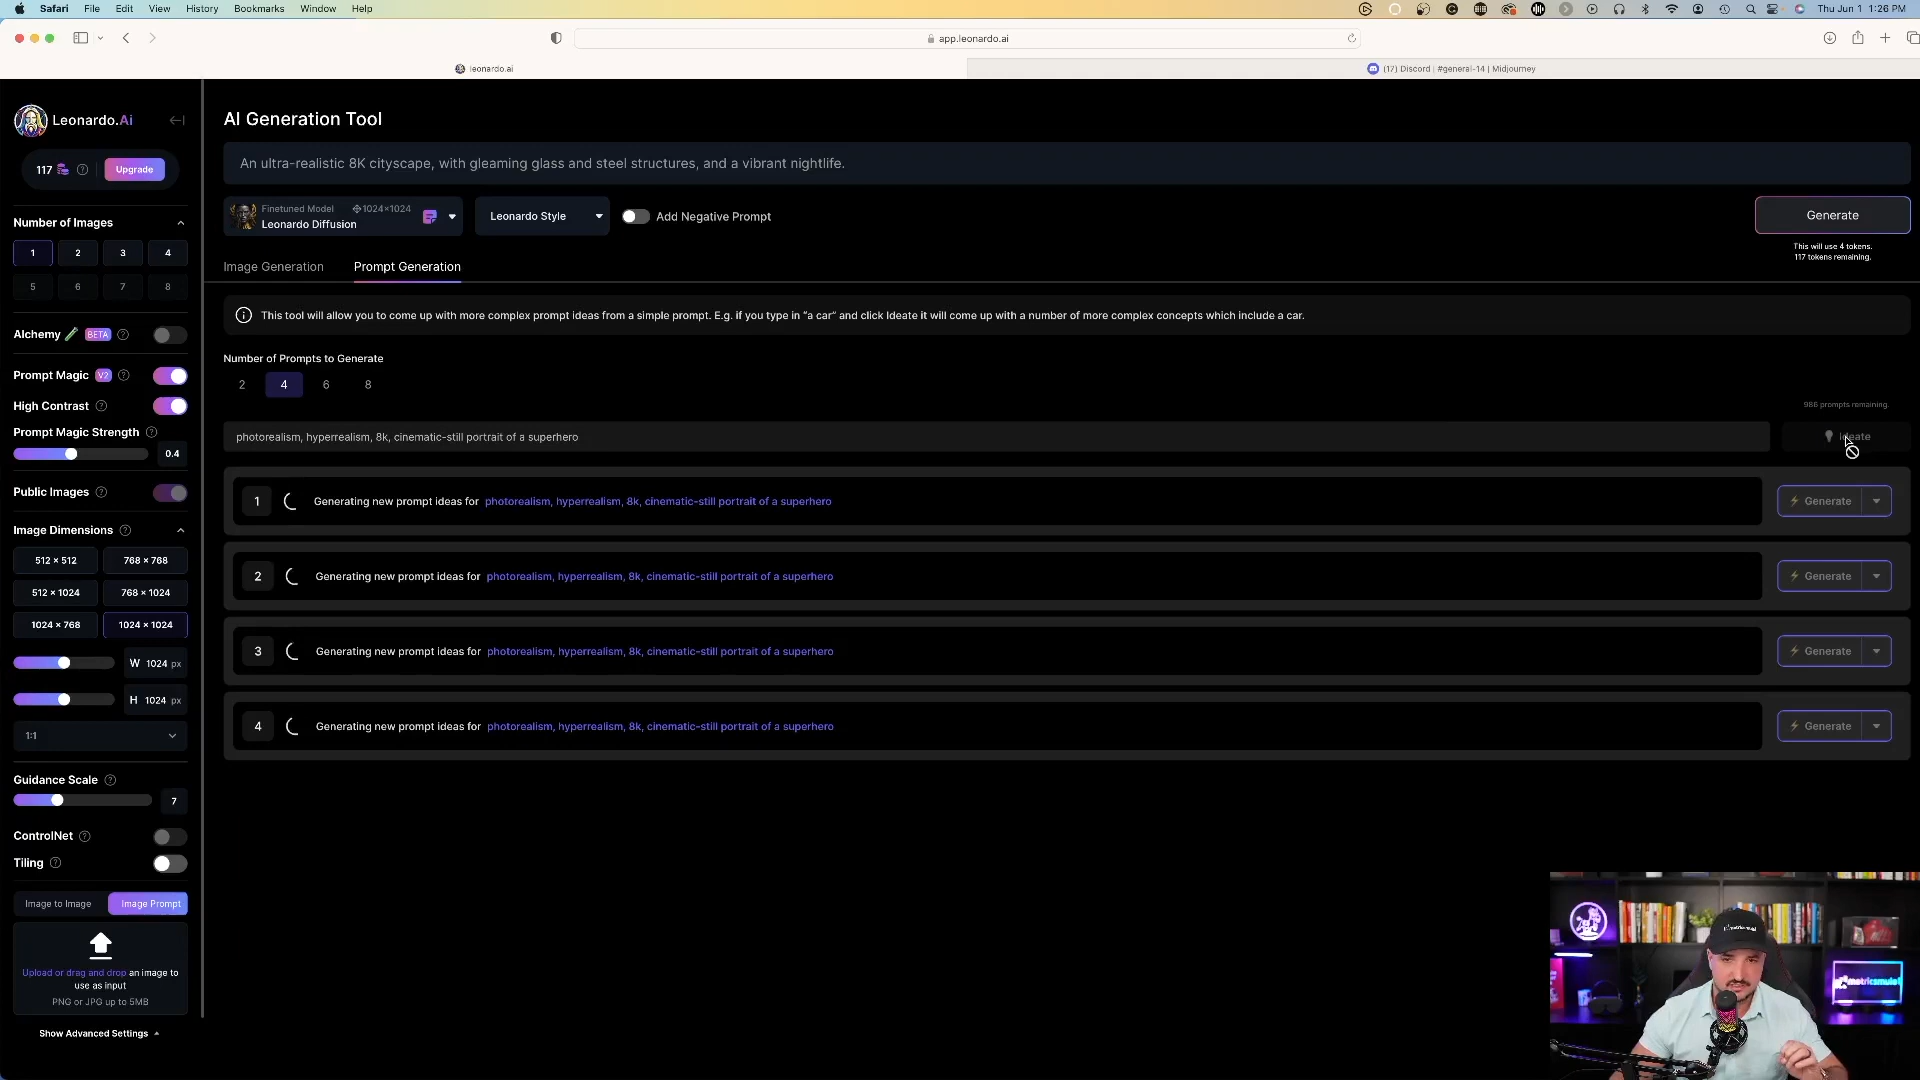 Safari File Edit View History Bookmarks Window Help
Thu Jun 1 1:26 PM
app.leonardo.ai
leonardo.ai
(17) Discord | #general-14 | Midjourney
Leonardo.Ai
117
Upgrade
Number of Images
1 2 3 4
5 6 7 8
Alchemy BETA
Prompt Magic V2
High Contrast
Prompt Magic Strength
0.4
Public Images
Image Dimensions
512 × 512 768 × 768
512 × 1024 768 × 1024
1024 × 768 1024 × 1024
W 1024 px
H 1024 px
1:1
Guidance Scale
7
ControlNet
Tiling
Image to Image Image Prompt
Upload or drag and drop an image to
use as input
PNG or JPG up to 5MB
Show Advanced Settings
AI Generation Tool
An ultra-realistic 8K cityscape, with gleaming glass and steel structures, and a vibrant nightlife.
Finetuned Model 1024×1024
Leonardo Diffusion
Leonardo Style
Add Negative Prompt
Generate
This will use 4 tokens.
117 tokens remaining.
Image Generation Prompt Generation
This tool will allow you to come up with more complex prompt ideas from a simple prompt. E.g. if you type in “a car” and click Ideate it will come up with a number of more complex concepts which include a car.
Number of Prompts to Generate
2 4 6 8
986 prompts remaining.
photorealism, hyperrealism, 8k, cinematic-still portrait of a superhero
Ideate
1 Generating new prompt ideas for photorealism, hyperrealism, 8k, cinematic-still portrait of a superhero Generate
2 Generating new prompt ideas for photorealism, hyperrealism, 8k, cinematic-still portrait of a superhero Generate
3 Generating new prompt ideas for photorealism, hyperrealism, 8k, cinematic-still portrait of a superhero Generate
4 Generating new prompt ideas for photorealism, hyperrealism, 8k, cinematic-still portrait of a superhero Generate